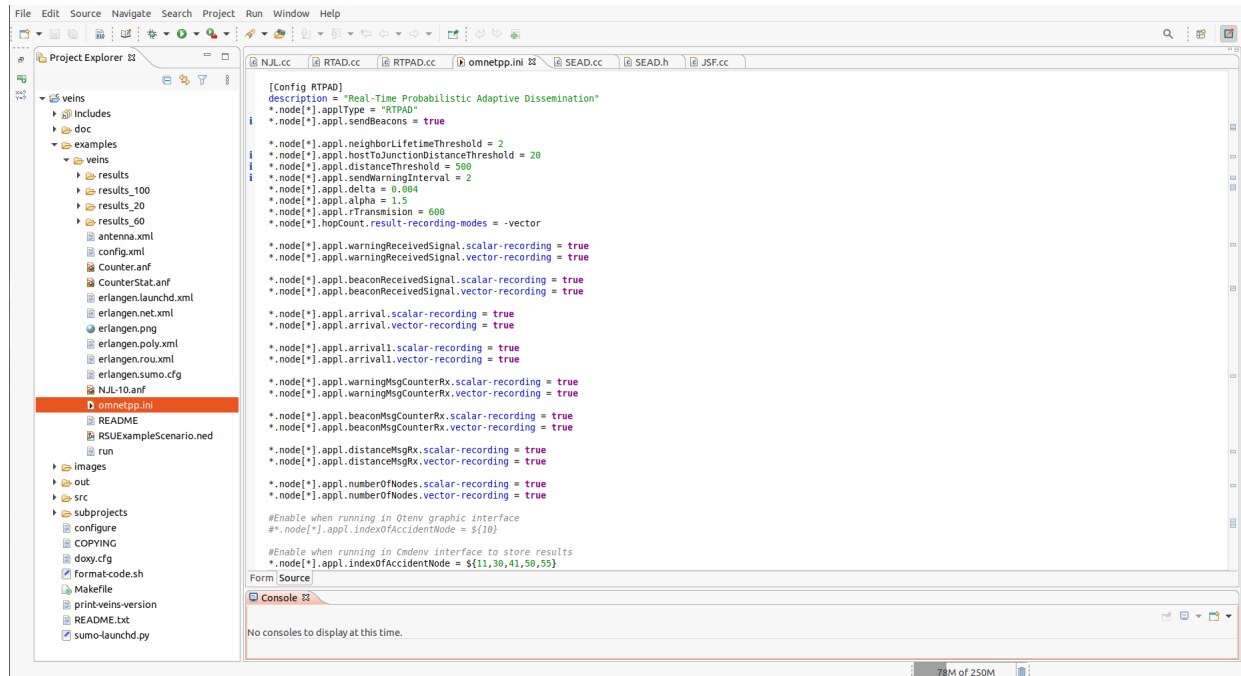 File Edit Source Navigate Search Project Run Window Help
Project Explorer
veins
Includes
doc
examples
veins
results
results_100
results_20
results_60
antenna.xml
config.xml
Counter.anf
CounterStat.anf
erlangen.launchd.xml
erlangen.net.xml
erlangen.png
erlangen.poly.xml
erlangen.rou.xml
erlangen.sumo.cfg
NJL-10.anf
omnetpp.ini
README
RSUExampleScenario.ned
run
images
out
src
subprojects
configure
COPYING
doxy.cfg
format-code.sh
Makefile
print-veins-version
README.txt
sumo-launchd.py
NJL.cc RTAD.cc RTPAD.cc omnetpp.ini SEAD.cc SEAD.h JSF.cc
[Config RTPAD]
description = "Real-Time Probabilistic Adaptive Dissemination"
*.node[*].applType = "RTPAD"
*.node[*].appl.sendBeacons = true
*.node[*].appl.neighborLifetimeThreshold = 2
*.node[*].appl.hostToJunctionDistanceThreshold = 20
*.node[*].appl.distanceThreshold = 500
*.node[*].appl.sendWarningInterval = 2
*.node[*].appl.delta = 0.004
*.node[*].appl.alpha = 1.5
*.node[*].appl.rTransmision = 600
*.node[*].hopCount.result-recording-modes = -vector
*.node[*].appl.warningReceivedSignal.scalar-recording = true
*.node[*].appl.warningReceivedSignal.vector-recording = true
*.node[*].appl.beaconReceivedSignal.scalar-recording = true
*.node[*].appl.beaconReceivedSignal.vector-recording = true
*.node[*].appl.arrival.scalar-recording = true
*.node[*].appl.arrival.vector-recording = true
*.node[*].appl.arrival1.scalar-recording = true
*.node[*].appl.arrival1.vector-recording = true
*.node[*].appl.warningMsgCounterRx.scalar-recording = true
*.node[*].appl.warningMsgCounterRx.vector-recording = true
*.node[*].appl.beaconMsgCounterRx.scalar-recording = true
*.node[*].appl.beaconMsgCounterRx.vector-recording = true
*.node[*].appl.distanceMsgRx.scalar-recording = true
*.node[*].appl.distanceMsgRx.vector-recording = true
*.node[*].appl.numberOfNodes.scalar-recording = true
*.node[*].appl.numberOfNodes.vector-recording = true
#Enable when running in Qtenv graphic interface
#*.node[*].appl.indexOfAccidentNode = ${10}
#Enable when running in Cmdenv interface to store results
*.node[*].appl.indexOfAccidentNode = ${11,30,41,50,55}
Form Source
Console
No consoles to display at this time.
78M of 250M